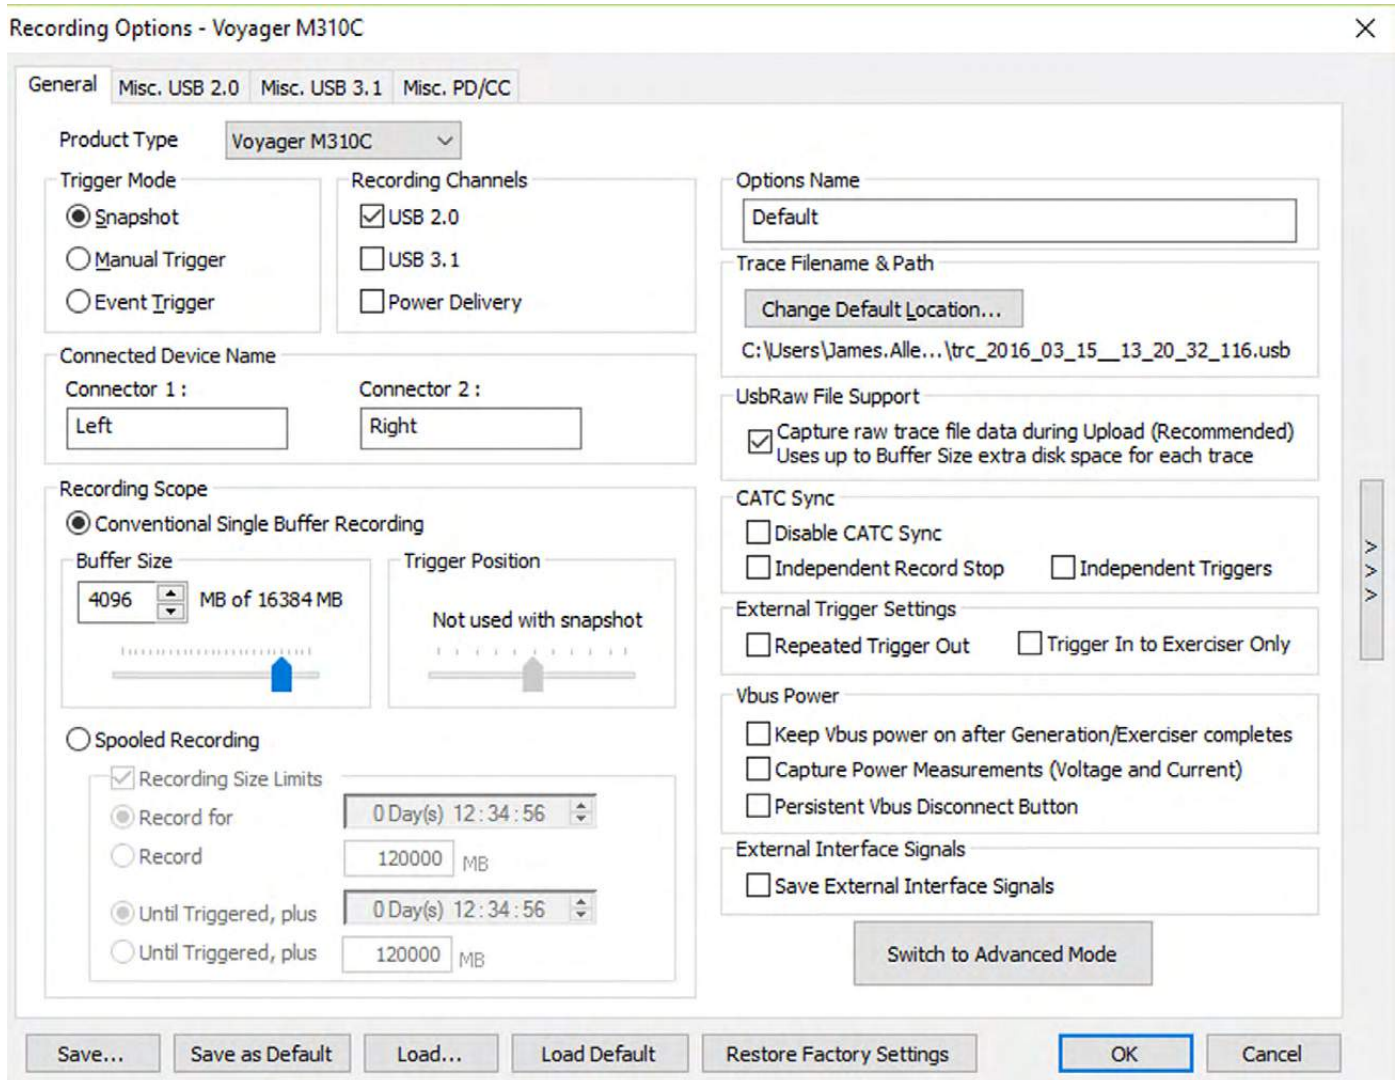 Recording Options - Voyager M310C
General
Misc. USB 2.0
Misc. USB 3.1
Misc. PD/CC
Product Type
Voyager M310C
Trigger Mode
Snapshot
Manual Trigger
Event Trigger
Recording Channels
USB 2.0
USB 3.1
Power Delivery
Connected Device Name
Connector 1 :
Left
Connector 2 :
Right
Recording Scope
Conventional Single Buffer Recording
Buffer Size
4096 MB of 16384 MB
Trigger Position
Not used with snapshot
Spooled Recording
Recording Size Limits
Record for 0 Day(s) 12 : 34 : 56
Record 120000 MB
Until Triggered, plus 0 Day(s) 12 : 34 : 56
Until Triggered, plus 120000 MB
Options Name
Default
Trace Filename & Path
Change Default Location...
C:\Users\James.Alle...\trc_2016_03_15__13_20_32_116.usb
UsbRaw File Support
Capture raw trace file data during Upload (Recommended)
Uses up to Buffer Size extra disk space for each trace
CATC Sync
Disable CATC Sync
Independent Record Stop
Independent Triggers
External Trigger Settings
Repeated Trigger Out
Trigger In to Exerciser Only
Vbus Power
Keep Vbus power on after Generation/Exerciser completes
Capture Power Measurements (Voltage and Current)
Persistent Vbus Disconnect Button
External Interface Signals
Save External Interface Signals
Switch to Advanced Mode
>
>
>
Save...
Save as Default
Load...
Load Default
Restore Factory Settings
OK
Cancel